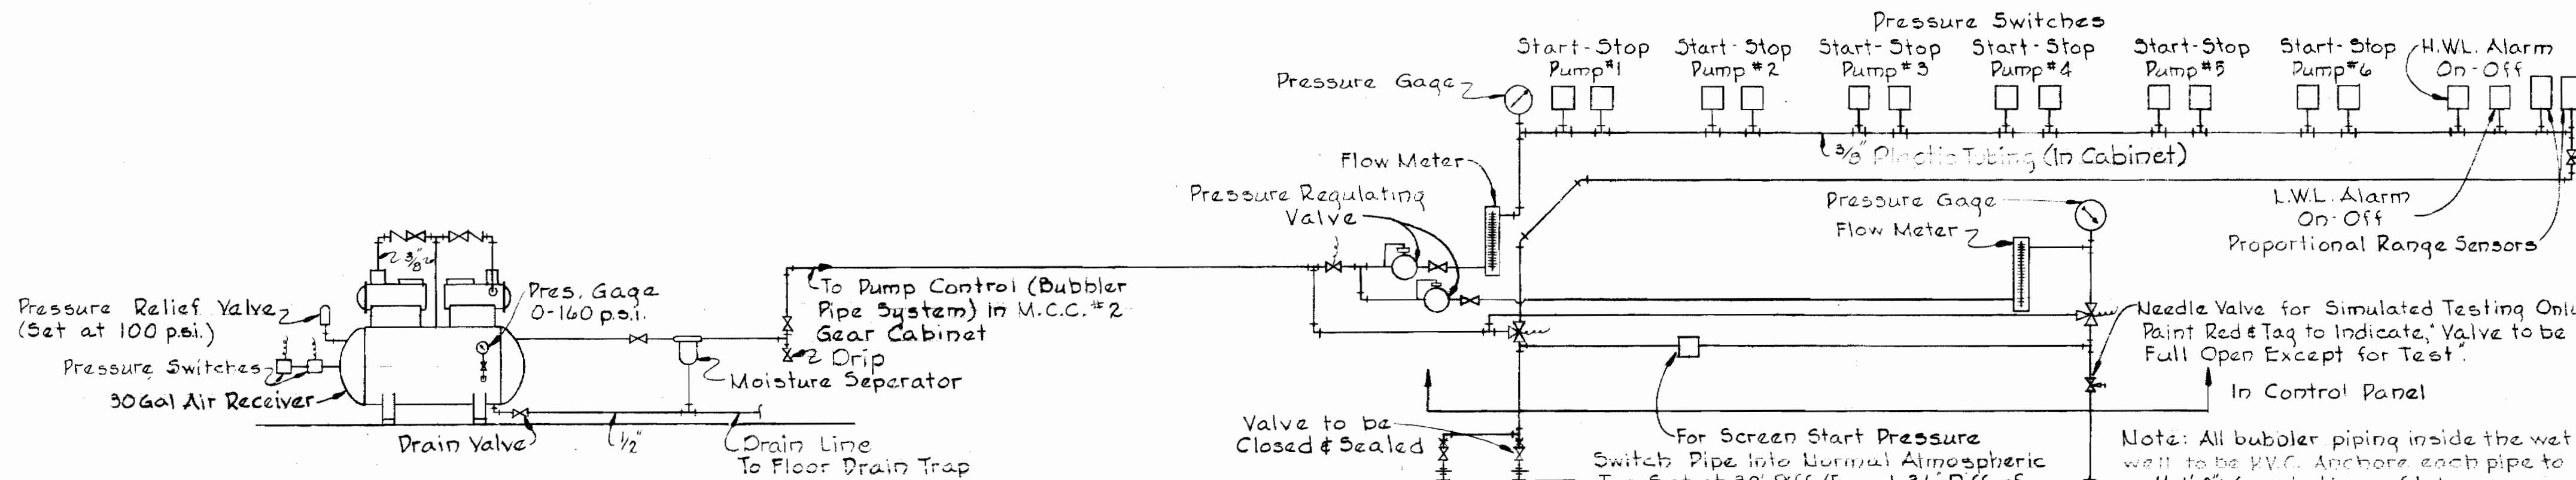 Pressure Switches
Start-Stop
Pump #1
Start-Stop
Pump #2
Start-Stop
Pump #3
Start-Stop
Pump #4
Start-Stop
Pump #5
Start-Stop
Pump #6
H.W.L. Alarm
On-Off
Pressure Gage
3/8" Plastic Tubing (In Cabinet)
Flow Meter
Pressure Regulating
Valve
Pressure Gage
Flow Meter
L.W.L. Alarm
On-Off
Proportional Range Sensors
3/8"
Pres. Gage
0-160 p.s.i.
Pressure Relief Valve
(Set at 100 p.s.i.)
Pressure Switches
30 Gal Air Receiver
To Pump Control (Bubbler
Pipe System) In M.C.C. #2
Gear Cabinet
Drip
Moisture Seperator
Drain Valve
1/2"
Drain Line
To Floor Drain Trap
Needle Valve for Simulated Testing
Paint Red & Tag to Indicate, "Valve to be
Full Open Except for Test".
In Control Panel
Valve to be
Closed & Sealed
For Screen Start Pressure
Switch Pipe Into Normal Atmospheric
Note: All bubbler piping inside the wet
well to be P.V.C. Anchore each pipe to